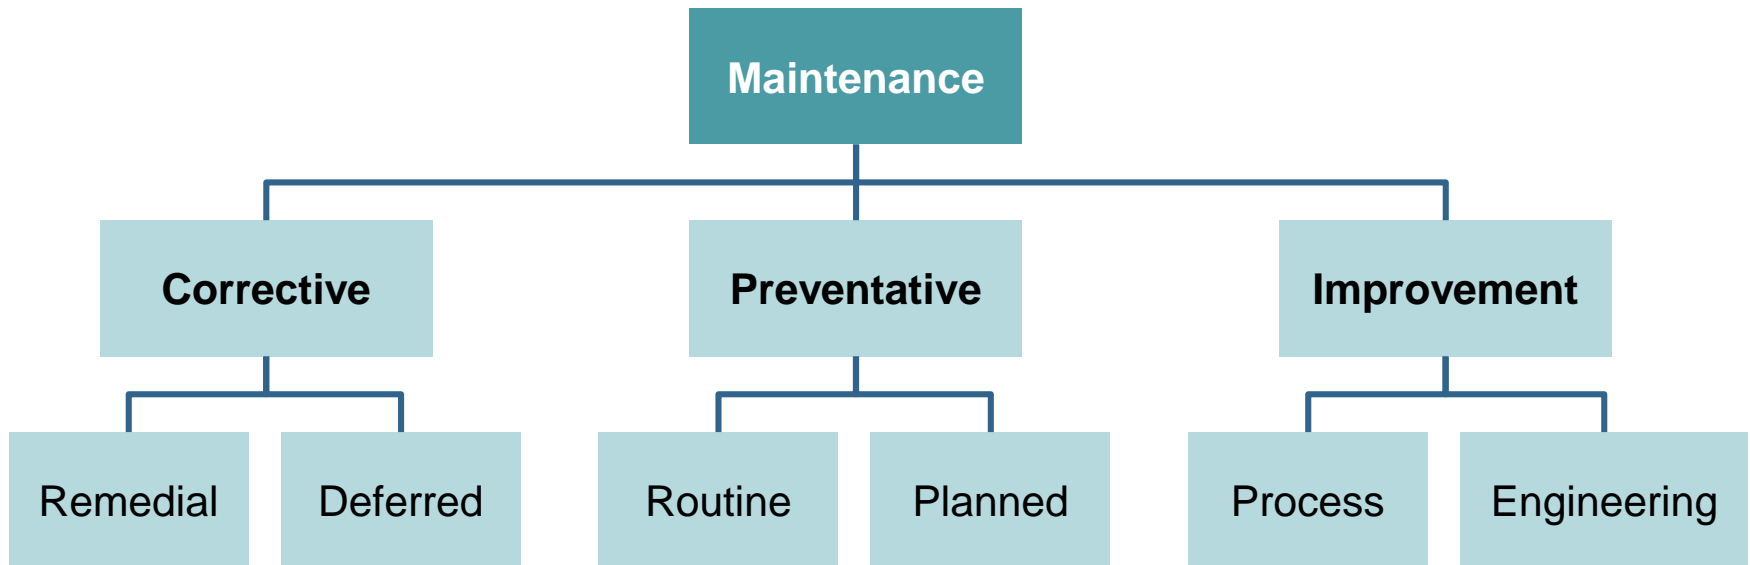 Maintenance
Corrective
Preventative
Improvement
Remedial
Deferred
Routine
Planned
Process
Engineering